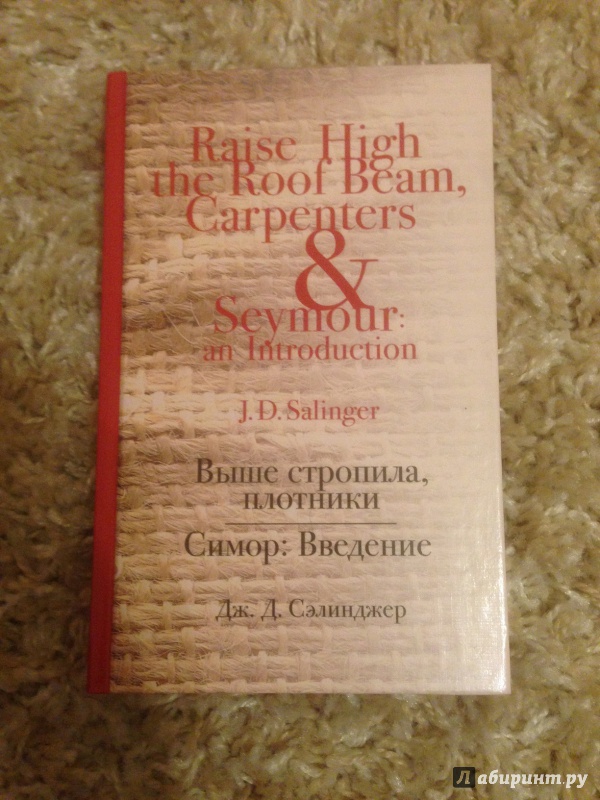 Raise High
the Roof Beam,
Carpenters
&
Seymour:
an Introduction
J. D. Salinger
Выше стропила,
плотники
Симор: Введение
Дж. Д. Сэлинджер
Лабиринт.ру